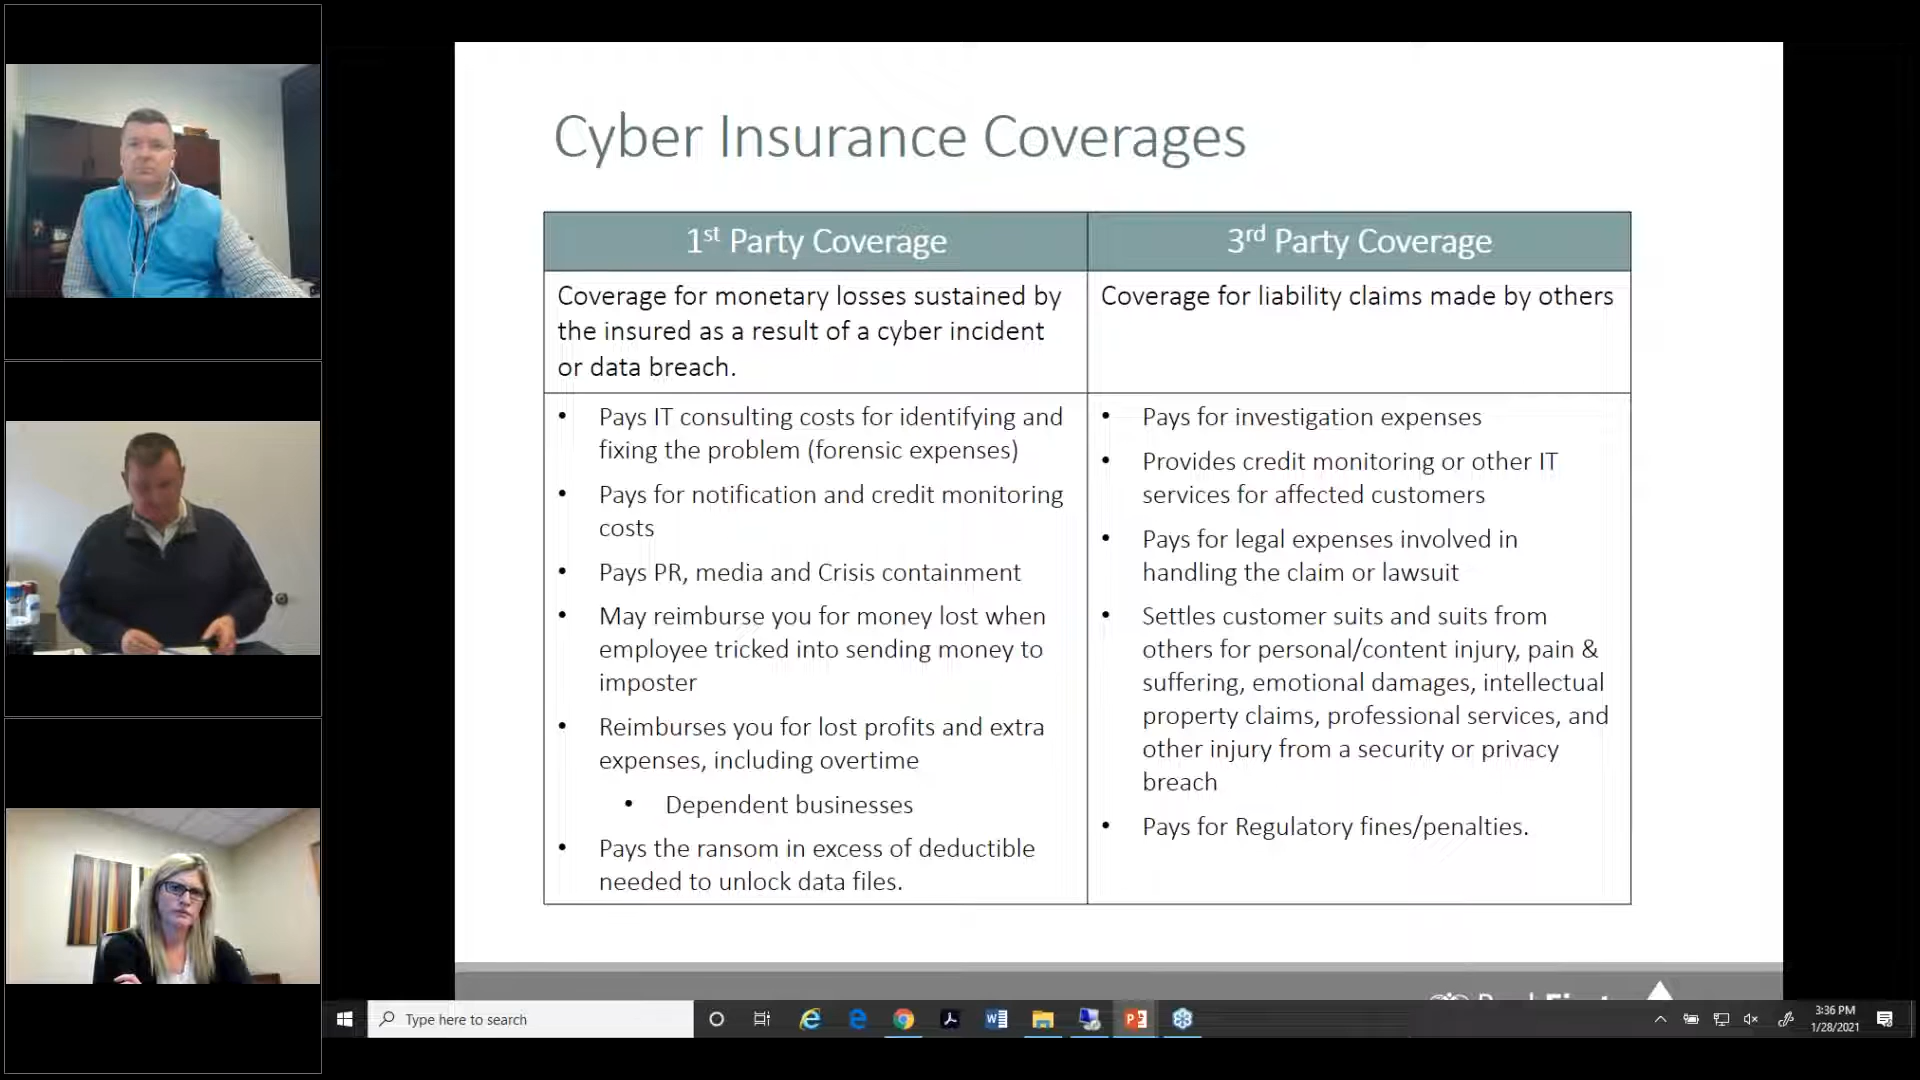 Cyber Insurance Coverages
1st Party Coverage
3rd Party Coverage
Coverage for monetary losses sustained by
the insured as a result of a cyber incident
or data breach.
Coverage for liability claims made by others
• Pays IT consulting costs for identifying and
fixing the problem (forensic expenses)
• Pays for notification and credit monitoring
costs
• Pays PR, media and Crisis containment
• May reimburse you for money lost when
employee tricked into sending money to
imposter
• Reimburses you for lost profits and extra
expenses, including overtime
• Dependent businesses
• Pays the ransom in excess of deductible
needed to unlock data files.
• Pays for investigation expenses
• Provides credit monitoring or other IT
services for affected customers
• Pays for legal expenses involved in
handling the claim or lawsuit
• Settles customer suits and suits from
others for personal/content injury, pain &
suffering, emotional damages, intellectual
property claims, professional services, and
other injury from a security or privacy
breach
• Pays for Regulatory fines/penalties.
Type here to search
3:36 PM
1/28/2021